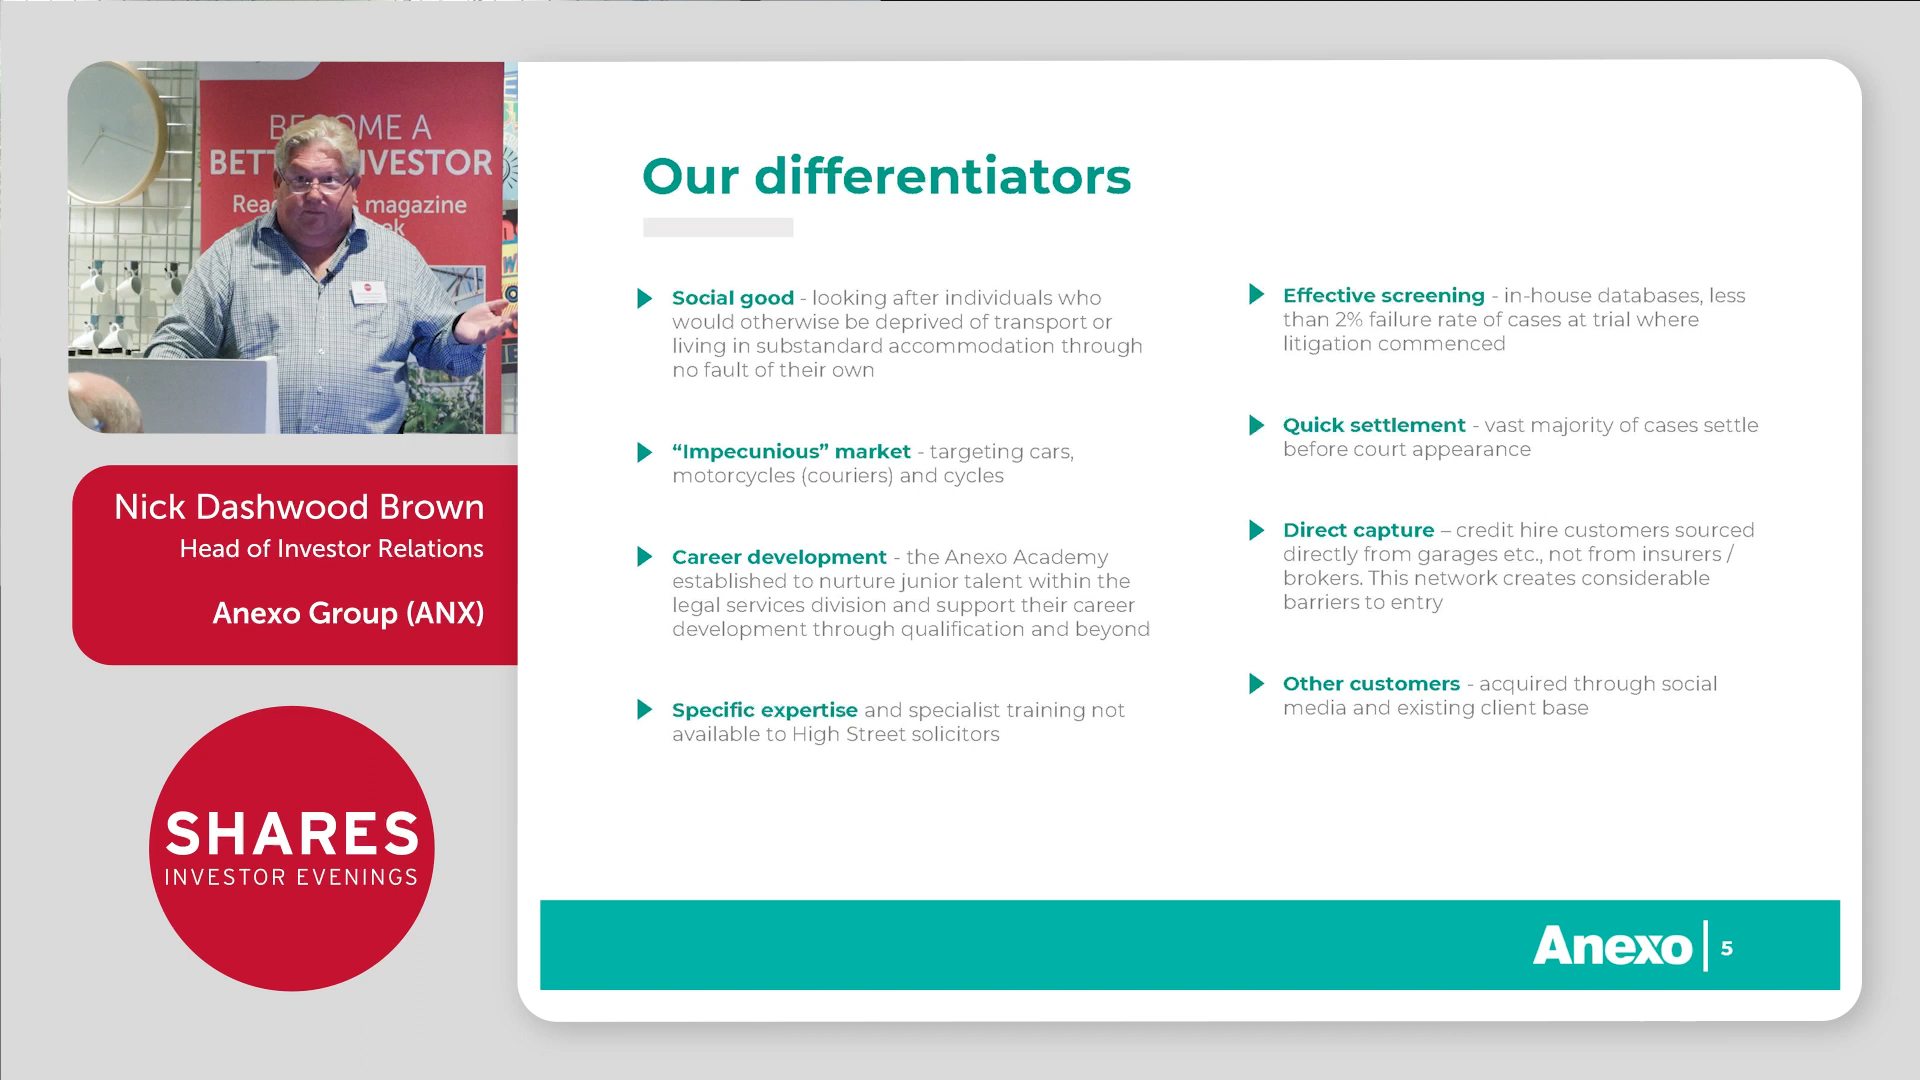 BECOME A
BETT INVESTOR
Rea magazine
ek
Nick Dashwood Brown
Head of Investor Relations
Anexo Group (ANX)
SHARES
INVESTOR EVENINGS
Our differentiators
Social good - looking after individuals who
would otherwise be deprived of transport or
living in substandard accommodation through
no fault of their own
“Impecunious” market - targeting cars,
motorcycles (couriers) and cycles
Career development - the Anexo Academy
established to nurture junior talent within the
legal services division and support their career
development through qualification and beyond
Specific expertise and specialist training not
available to High Street solicitors
Effective screening - in-house databases, less
than 2% failure rate of cases at trial where
litigation commenced
Quick settlement - vast majority of cases settle
before court appearance
Direct capture – credit hire customers sourced
directly from garages etc., not from insurers /
brokers. This network creates considerable
barriers to entry
Other customers - acquired through social
media and existing client base
Anexo | 5